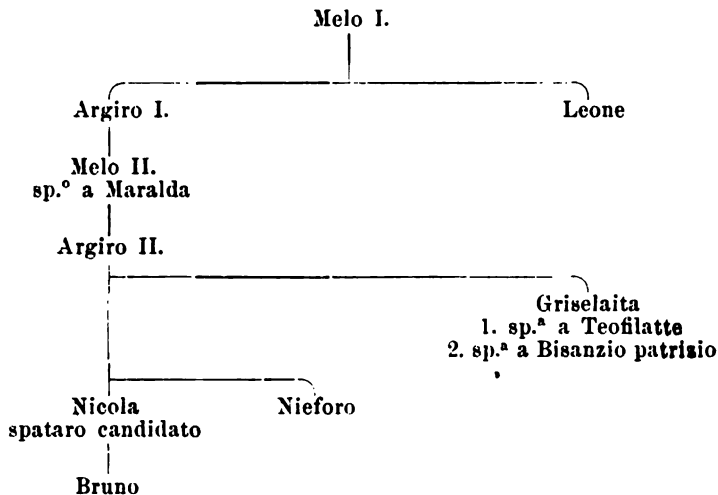 Melo I.
Argiro I.
Leone
Melo II.
sp.º a Maralda
Argiro II.
Griselaita
1. sp.ª a Teofilatte
2. sp.ª a Bisanzio patrizio
Nicola
spataro candidato
Nieforo
Bruno